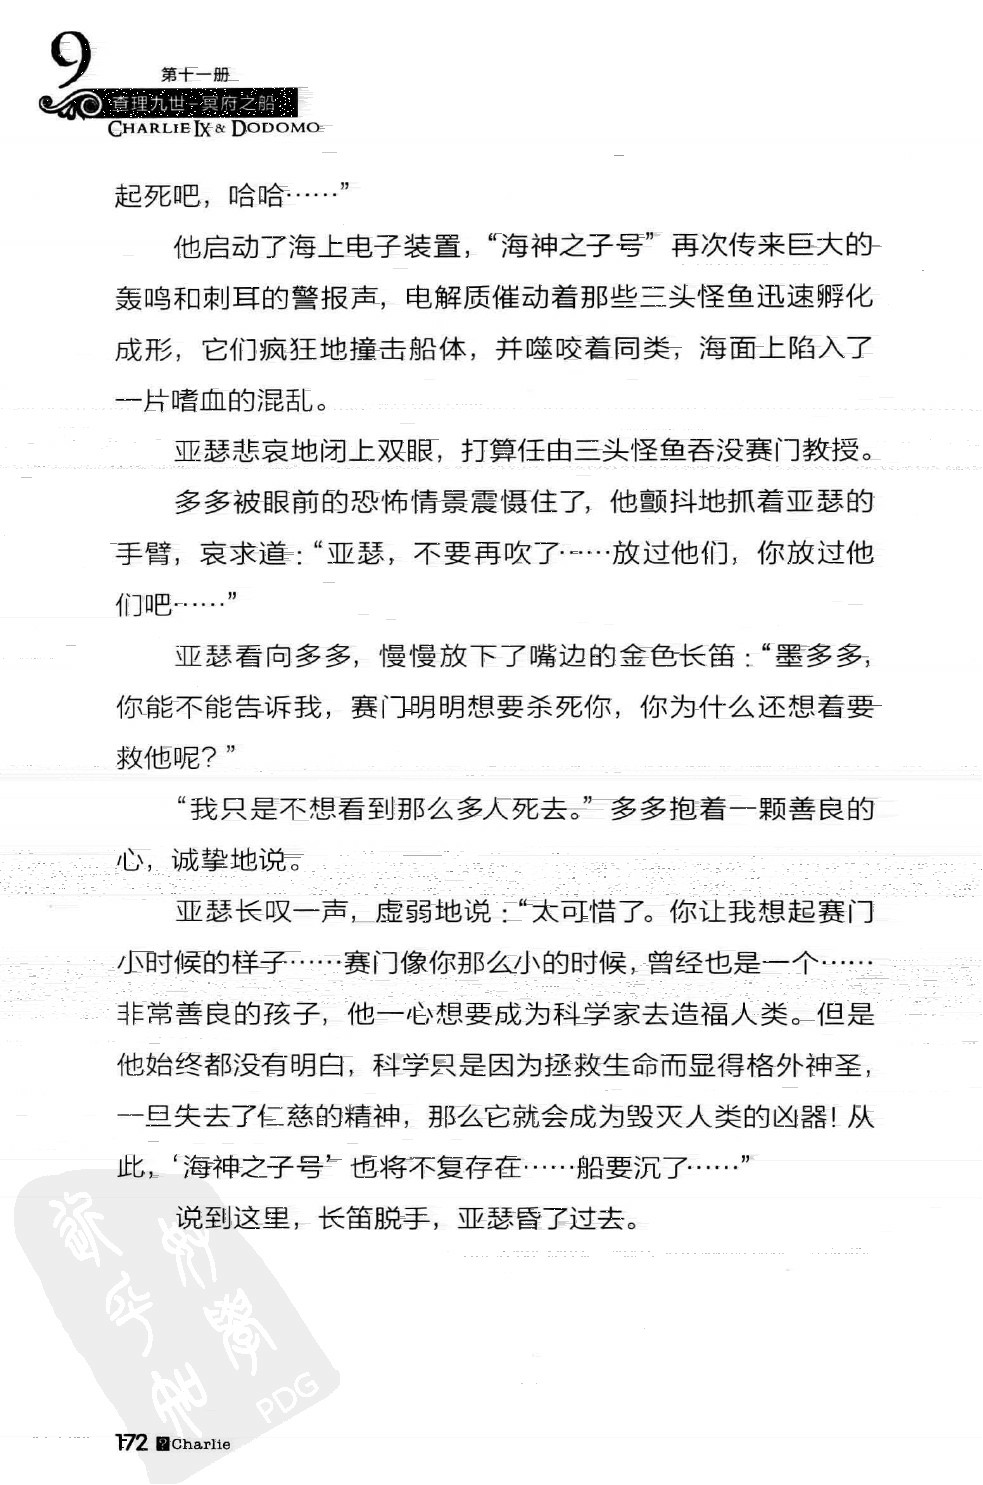 9
第十一册
查理九世·冥府之船
CHARLIE IX & DODOMO
起死吧，哈哈……”
他启动了海上电子装置，“海神之子号”再次传来巨大的
轰鸣和刺耳的警报声，电解质催动着那些三头怪鱼迅速孵化
成形，它们疯狂地撞击船体，并噬咬着同类，海面上陷入了
一片嗜血的混乱。
亚瑟悲哀地闭上双眼，打算任由三头怪鱼吞没赛门教授。
多多被眼前的恐怖情景震慑住了，他颤抖地抓着亚瑟的
手臂，哀求道：“亚瑟，不要再吹了……放过他们，你放过他
们吧……”
亚瑟看向多多，慢慢放下了嘴边的金色长笛：“墨多多，
你能不能告诉我，赛门明明想要杀死你，你为什么还想着要
救他呢？”
“我只是不想看到那么多人死去。”多多抱着一颗善良的
心，诚挚地说。
亚瑟长叹一声，虚弱地说：“太可惜了。你让我想起赛门
小时候的样子……赛门像你那么小的时候，曾经也是一个……
非常善良的孩子，他一心想要成为科学家去造福人类。但是
他始终都没有明白，科学只是因为拯救生命而显得格外神圣，
一旦失去了仁慈的精神，那么它就会成为毁灭人类的凶器！从
此，‘海神之子号’也将不复存在……船要沉了……”
说到这里，长笛脱手，亚瑟昏了过去。
PDG
172 Charlie